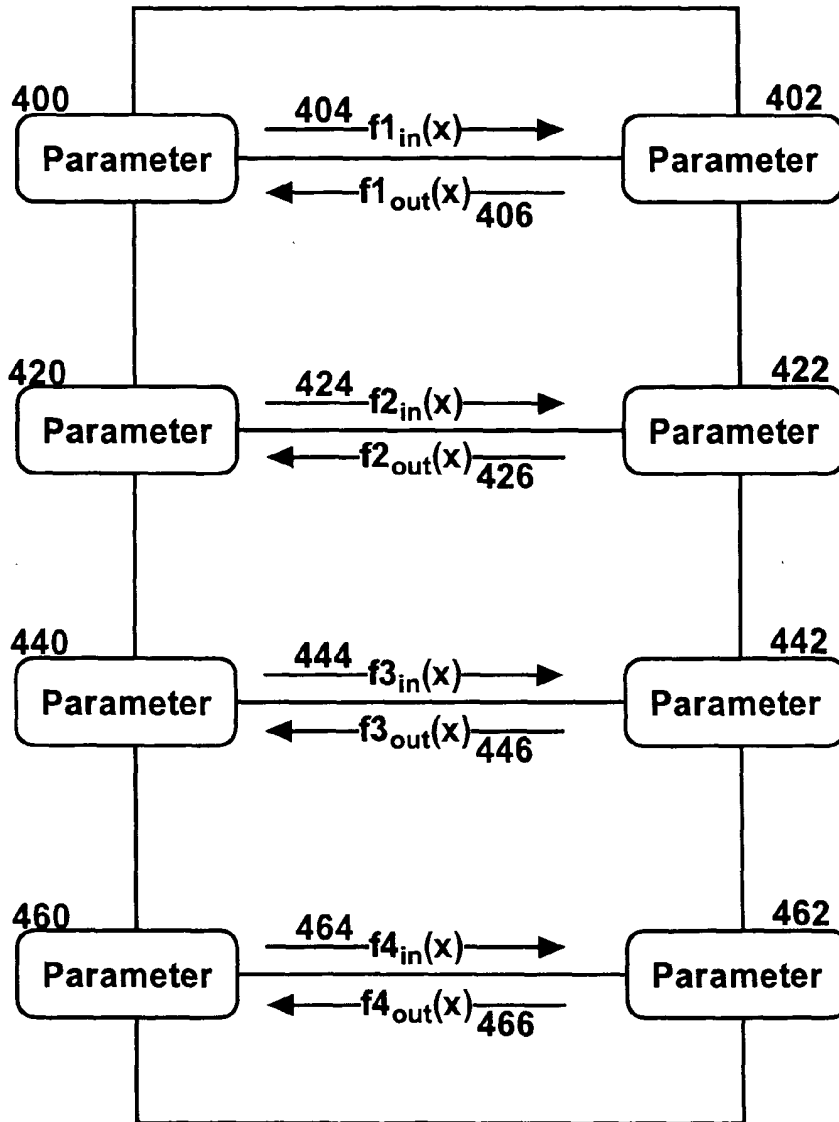 400 404 f1in(x) 402
Parameter Parameter
f1out(x) 406
420 424 f2in(x) 422
Parameter Parameter
f2out(x) 426
440 444 f3in(x) 442
Parameter Parameter
f3out(x) 446
460 464 f4in(x) 462
Parameter Parameter
f4out(x) 466